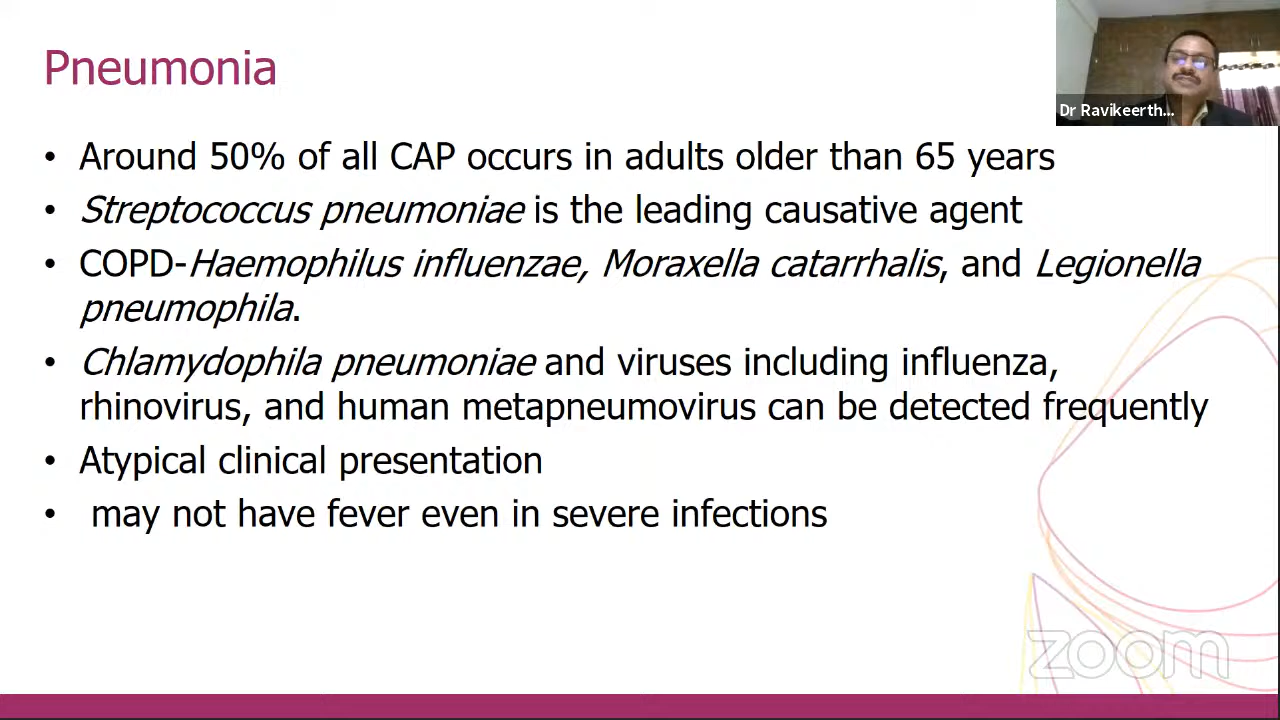 Pneumonia
Dr Ravikeerth...
• Around 50% of all CAP occurs in adults older than 65 years
• Streptococcus pneumoniae is the leading causative agent
• COPD-Haemophilus influenzae, Moraxella catarrhalis, and Legionella
pneumophila.
• Chlamydophila pneumoniae and viruses including influenza,
rhinovirus, and human metapneumovirus can be detected frequently
• Atypical clinical presentation
• may not have fever even in severe infections
zoom